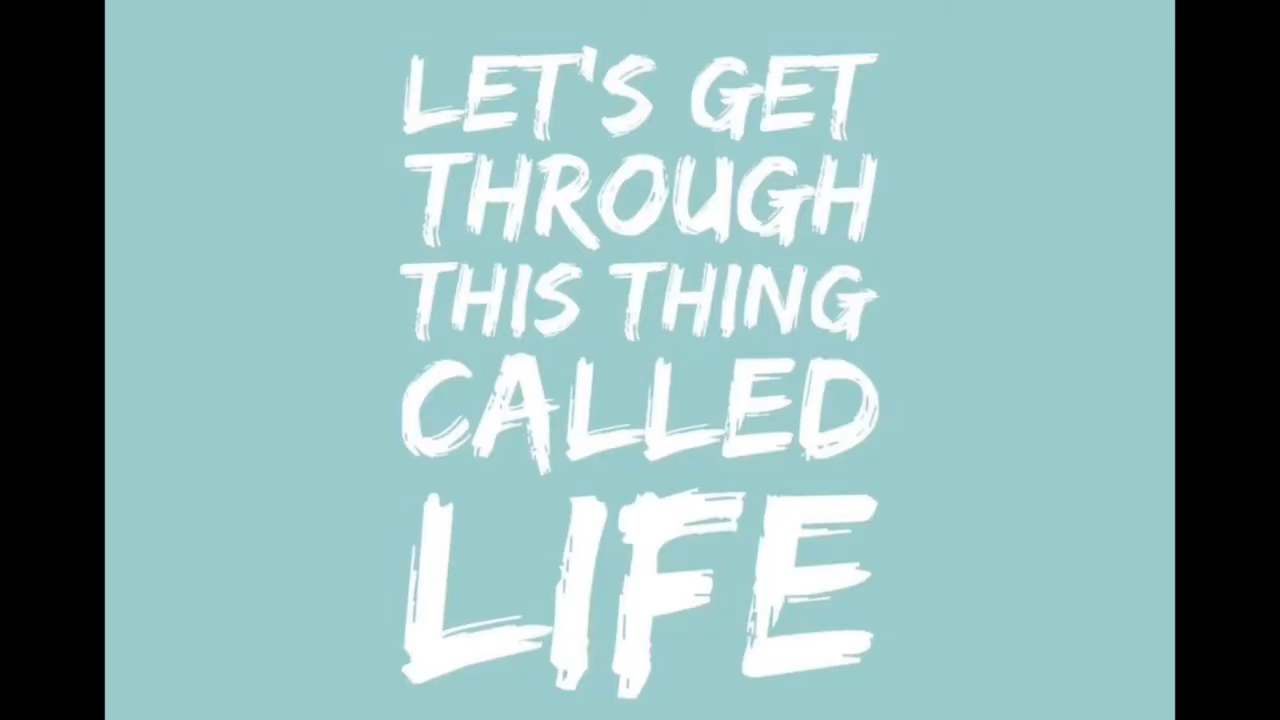 LET'S GET
THROUGH
THIS THING
CALLED
LIFE